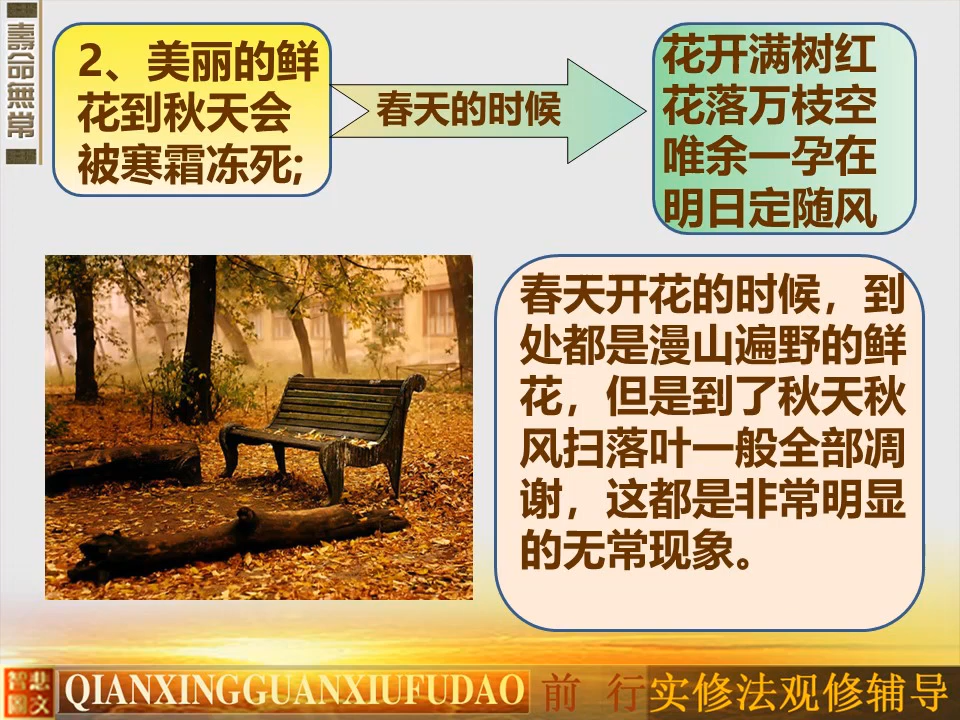 壽命無常
2、美丽的鲜
花到秋天会
被寒霜冻死;
春天的时候
花开满树红
花落万枝空
唯余一孕在
明日定随风
春天开花的时候，到
处都是漫山遍野的鲜
花，但是到了秋天秋
风扫落叶一般全部凋
谢，这都是非常明显
的无常现象。
QIANXINGGUANXIUFUDAO
前 行 实修法观修辅导